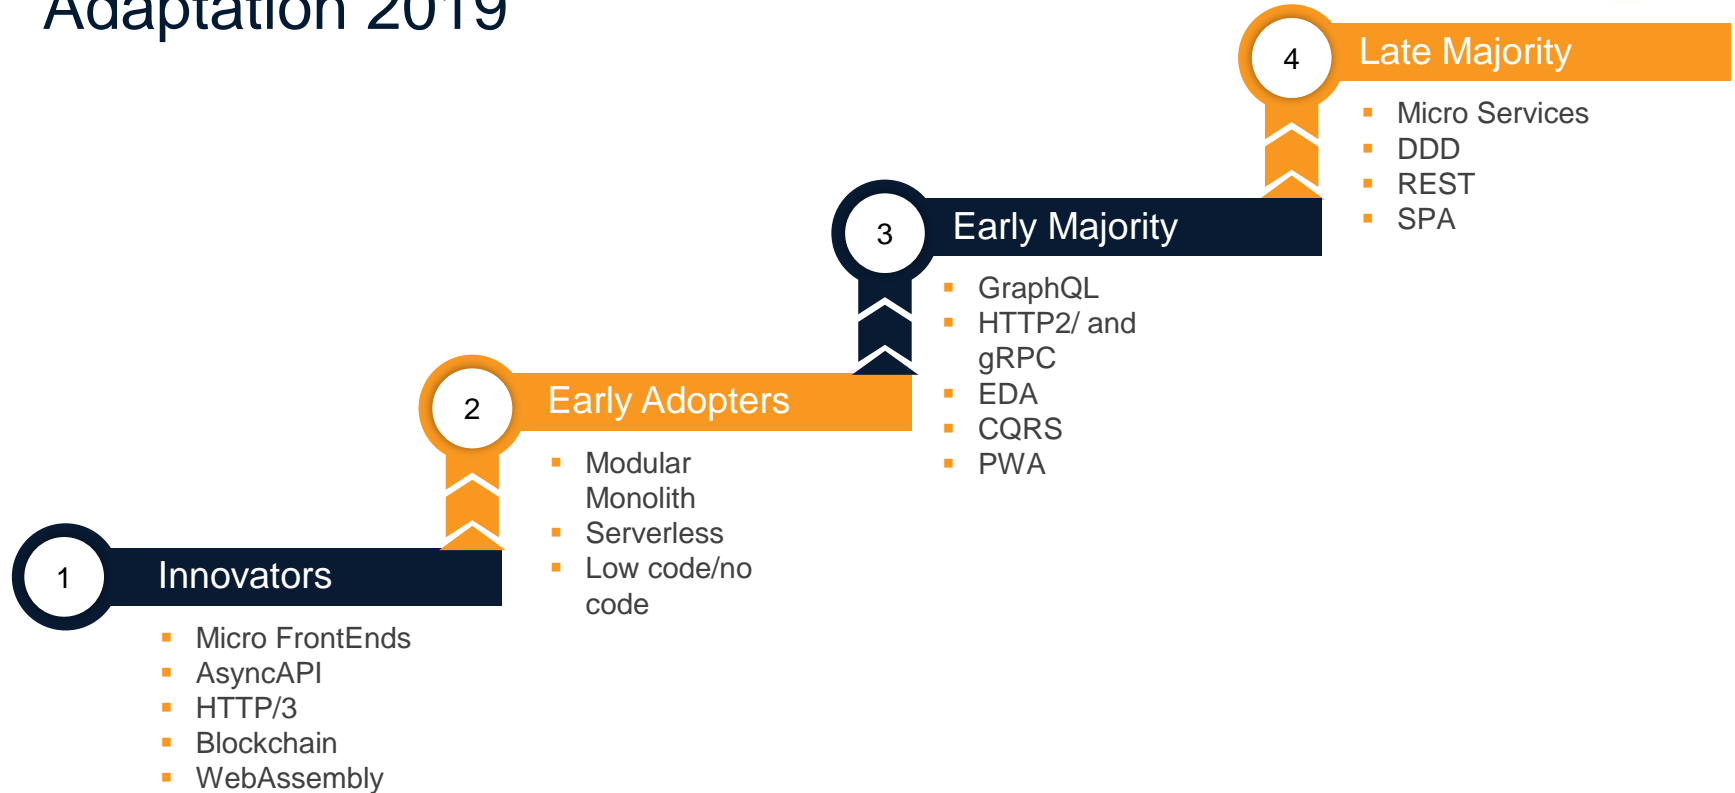 Adaptation 2019
1
Innovators
Micro FrontEnds
AsyncAPI
HTTP/3
Blockchain
WebAssembly
2
Early Adopters
Modular
Monolith
Serverless
Low code/no
code
3
Early Majority
GraphQL
HTTP2/ and
gRPC
EDA
CQRS
PWA
4
Late Majority
Micro Services
DDD
REST
SPA